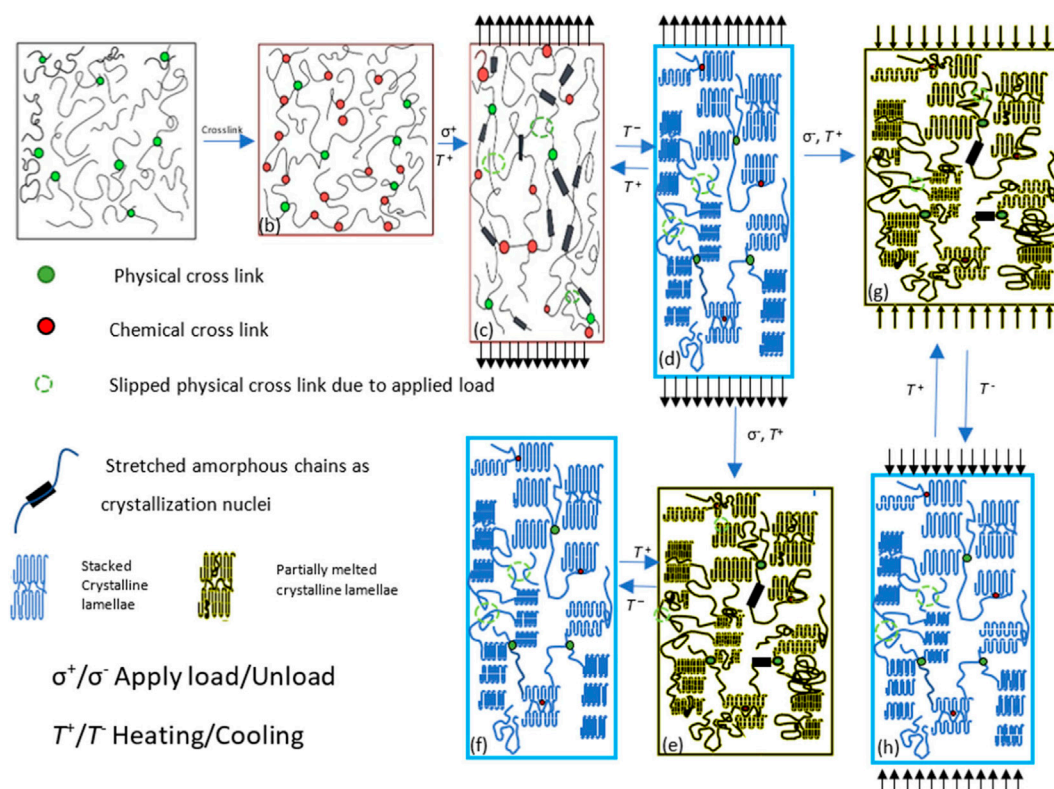 Crosslink
(b)
σ⁺
T⁺
(c)
T⁻
T⁺
(d)
σ⁻, T⁺
(g)
Physical cross link
Chemical cross link
Slipped physical cross link due to applied load
Stretched amorphous chains as
crystallization nuclei
Stacked
Crystalline
lamellae
Partially melted
crystalline lamellae
σ⁺/σ⁻ Apply load/Unload
T⁺/T⁻ Heating/Cooling
σ⁻, T⁺
T⁺
T⁻
(f)
T⁺
T⁻
(e)
(h)